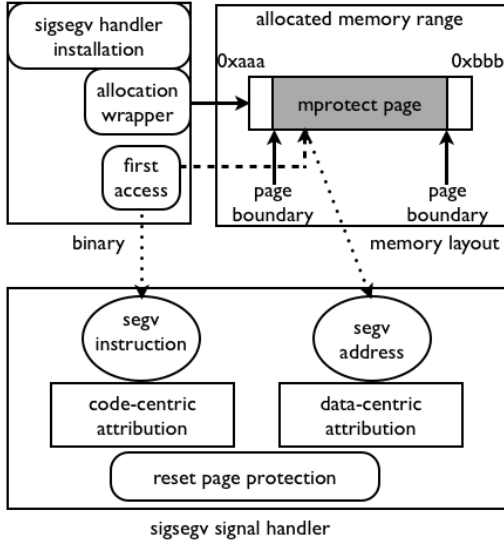 sigsegv handler
installation
allocation
wrapper
first
access
binary
allocated memory range
0xaaa
0xbbb
mprotect page
page
boundary
page
boundary
memory layout
segv
instruction
segv
address
code-centric
attribution
data-centric
attribution
reset page protection
sigsegv signal handler